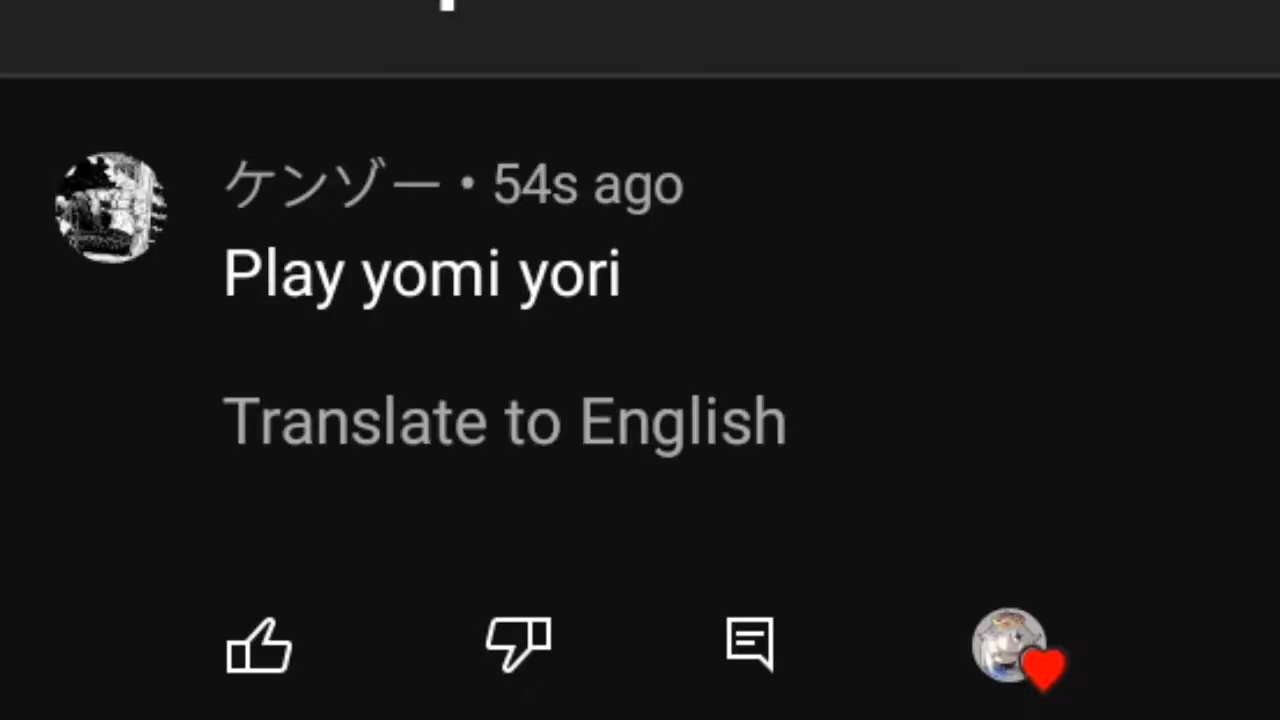 ケンゾー • 54s ago
Play yomi yori
Translate to English